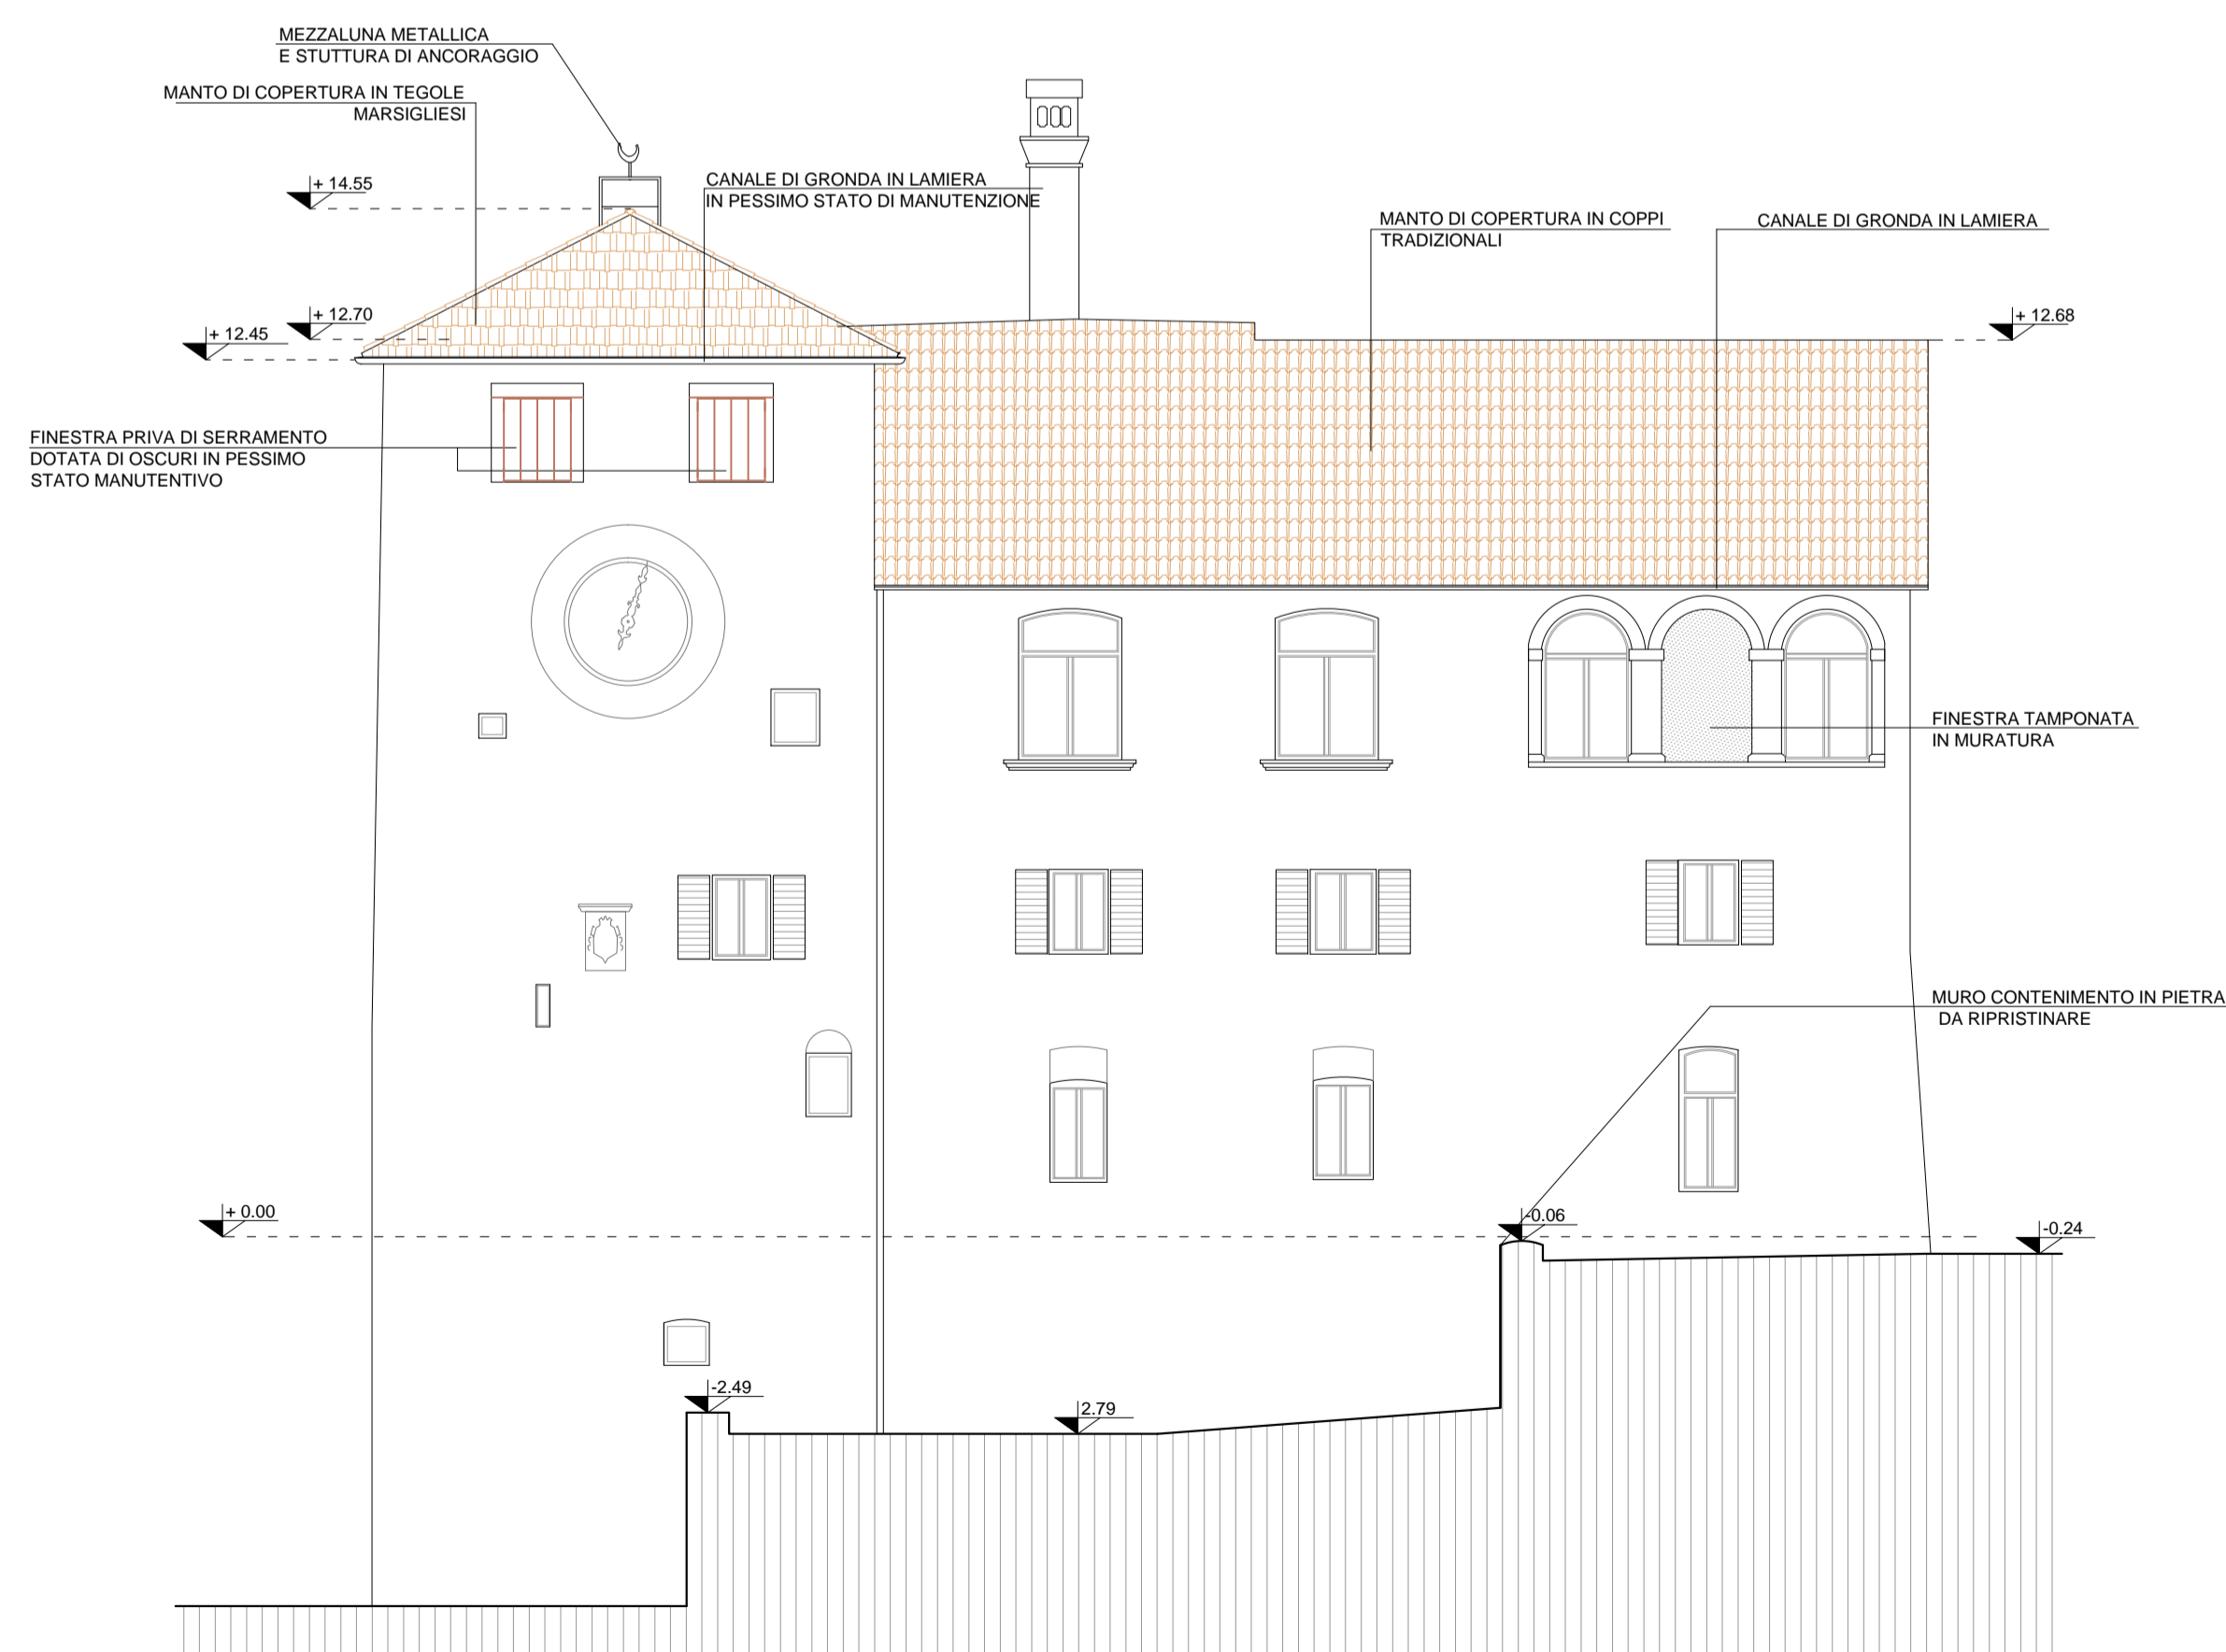 MEZZALUNA METALLICA
E STUTTURA DI ANCORAGGIO
MANTO DI COPERTURA IN TEGOLE
MARSIGLIESI
+ 14.55
CANALE DI GRONDA IN LAMIERA
IN PESSIMO STATO DI MANUTENZIONE
MANTO DI COPERTURA IN COPPI
TRADIZIONALI
CANALE DI GRONDA IN LAMIERA
+ 12.70
+ 12.45
+ 12.68
FINESTRA PRIVA DI SERRAMENTO
DOTATA DI OSCURI IN PESSIMO
STATO MANUTENTIVO
FINESTRA TAMPONATA
IN MURATURA
MURO CONTENIMENTO IN PIETRA
DA RIPRISTINARE
+ 0.00
-0.06
-0.24
-2.49
2.79